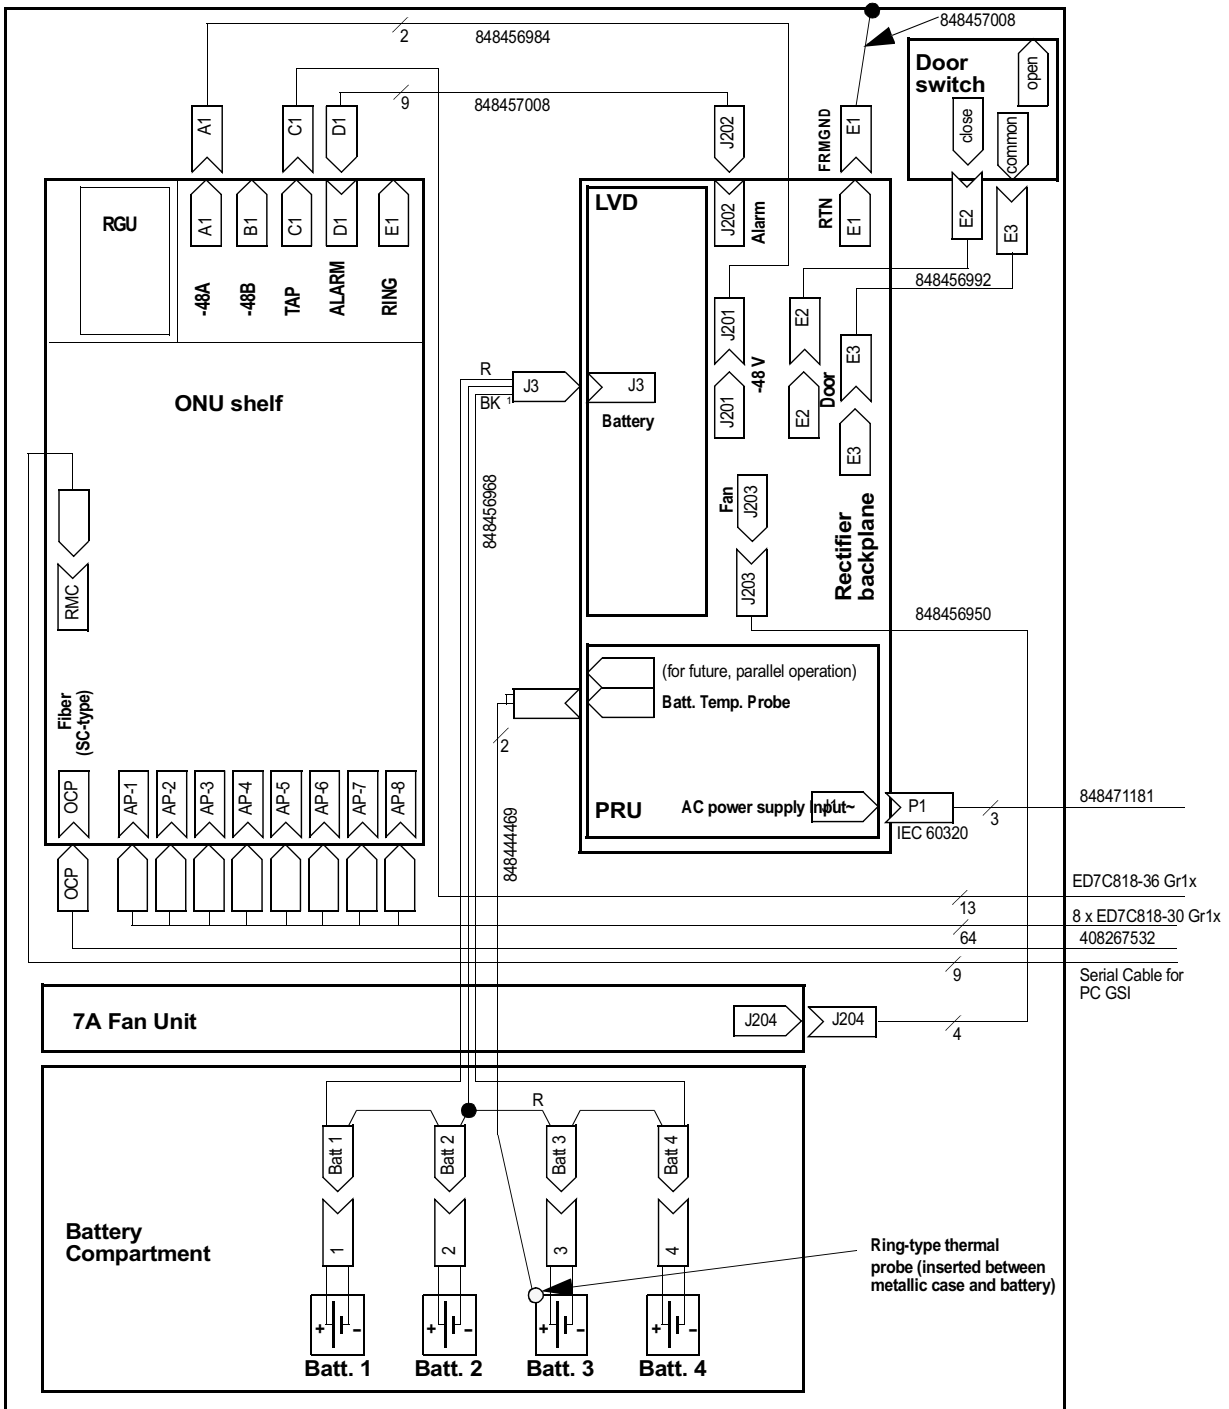 848457008
2
848456984
Door
switch
open
close
common
9
848457008
A1
C1
D1
J202
FRMGND
E1
RGU
A1
B1
C1
D1
E1
-48A
-48B
TAP
ALARM
RING
LVD
J202
Alarm
RTN
E1
E2
E3
848456992
J201
-48 V
J201
E2
E2
Door
E3
E3
ONU shelf
R
BK 1
J3
J3
Battery
848456968
Fan
J203
J203
Rectifier
backplane
RMC
848456950
(for future, parallel operation)
Batt. Temp. Probe
2
Fiber
(SC-type)
OCP
AP-1
AP-2
AP-3
AP-4
AP-5
AP-6
AP-7
AP-8
PRU
AC power supply Input~
P1
IEC 60320
3
848471181
848444469
OCP
ED7C818-36 Gr1x
13
8 x ED7C818-30 Gr1x
64
408267532
9
Serial Cable for
PC GSI
7A Fan Unit
J204
J204
4
R
Batt 1
Batt 2
Batt 3
Batt 4
Battery
Compartment
1
2
3
4
Ring-type thermal
probe (inserted between
metallic case and battery)
+ −
+ −
+ −
+ −
Batt. 1
Batt. 2
Batt. 3
Batt. 4